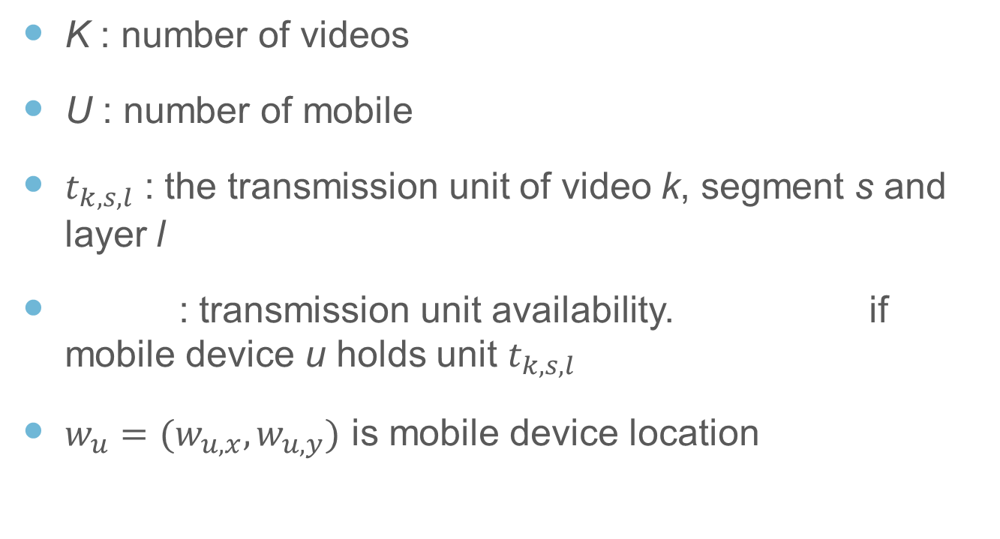 • K : number of videos
• U : number of mobile
• t_{k,s,l} : the transmission unit of video k, segment s and
layer l
• : transmission unit availability. if
mobile device u holds unit t_{k,s,l}
• w_u = (w_{u,x}, w_{u,y}) is mobile device location